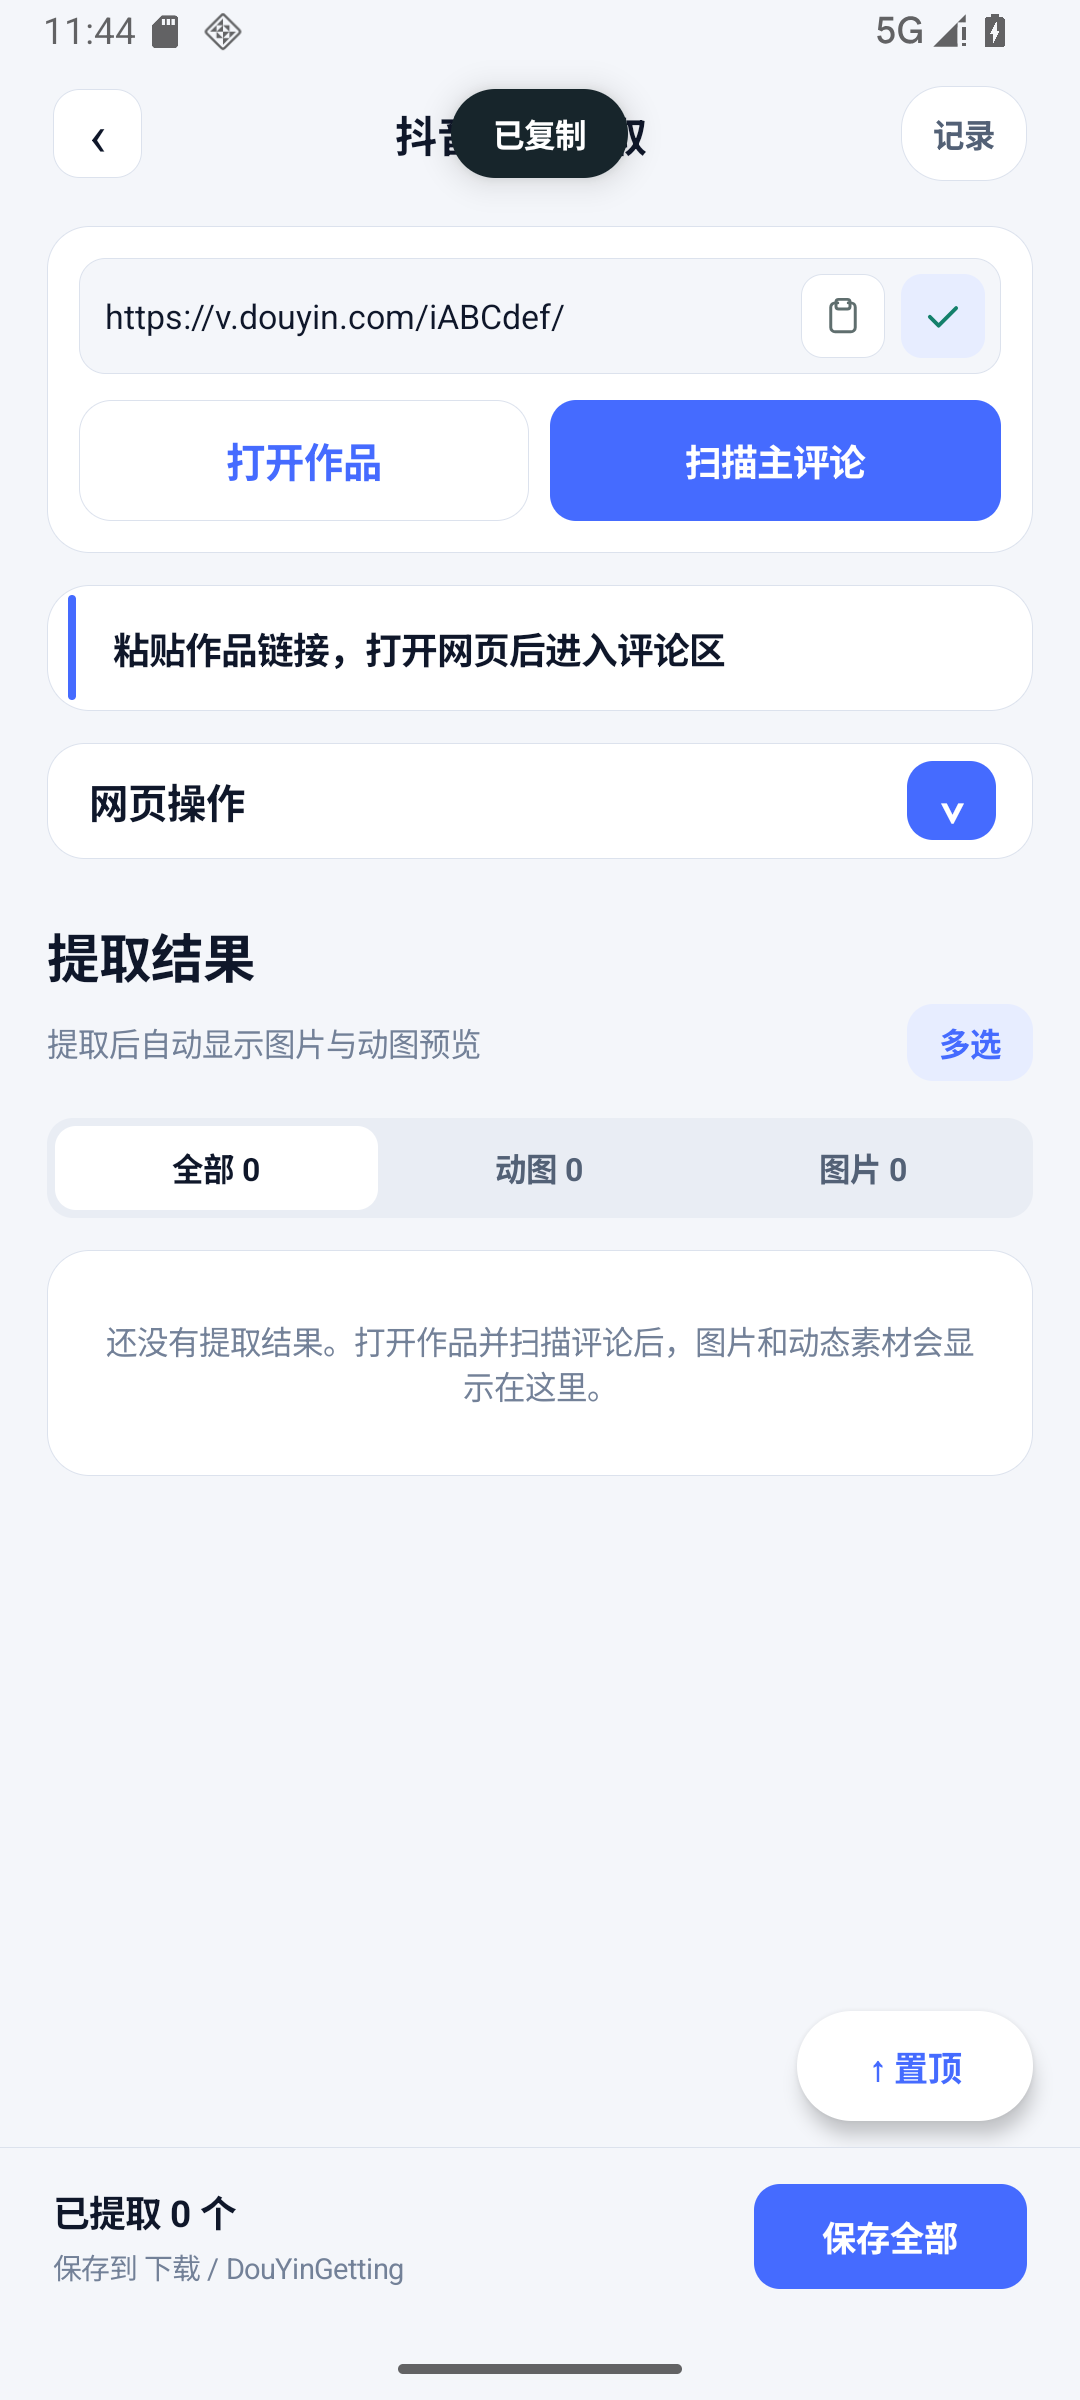 11:44
5G
抖音
已复制
取
记录
https://v.douyin.com/iABCdef/
打开作品
扫描主评论
粘贴作品链接，打开网页后进入评论区
网页操作
提取结果
提取后自动显示图片与动图预览
多选
全部 0
动图 0
图片 0
还没有提取结果。打开作品并扫描评论后，图片和动态素材会显
示在这里。
↑ 置顶
已提取 0 个
保存到 下载 / DouYinGetting
保存全部